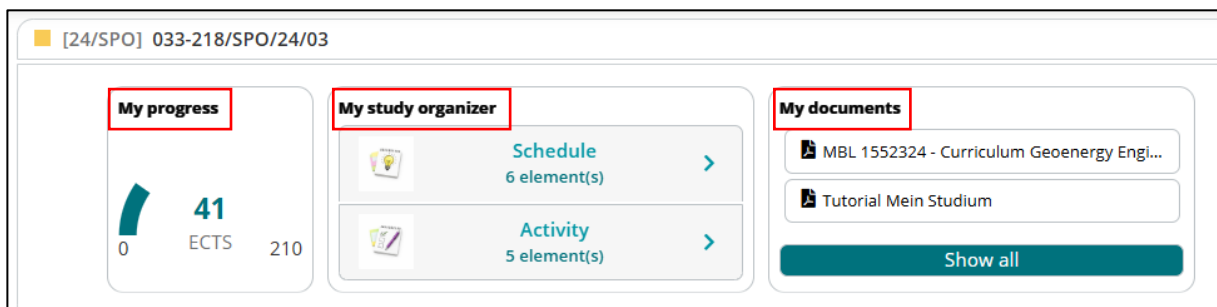 [24/SPO] 033-218/SPO/24/03
My progress
41
ECTS
0
210
My study organizer
Schedule
6 element(s)
Activity
5 element(s)
My documents
MBL 1552324 - Curriculum Geoenergy Engi...
Tutorial Mein Studium
Show all